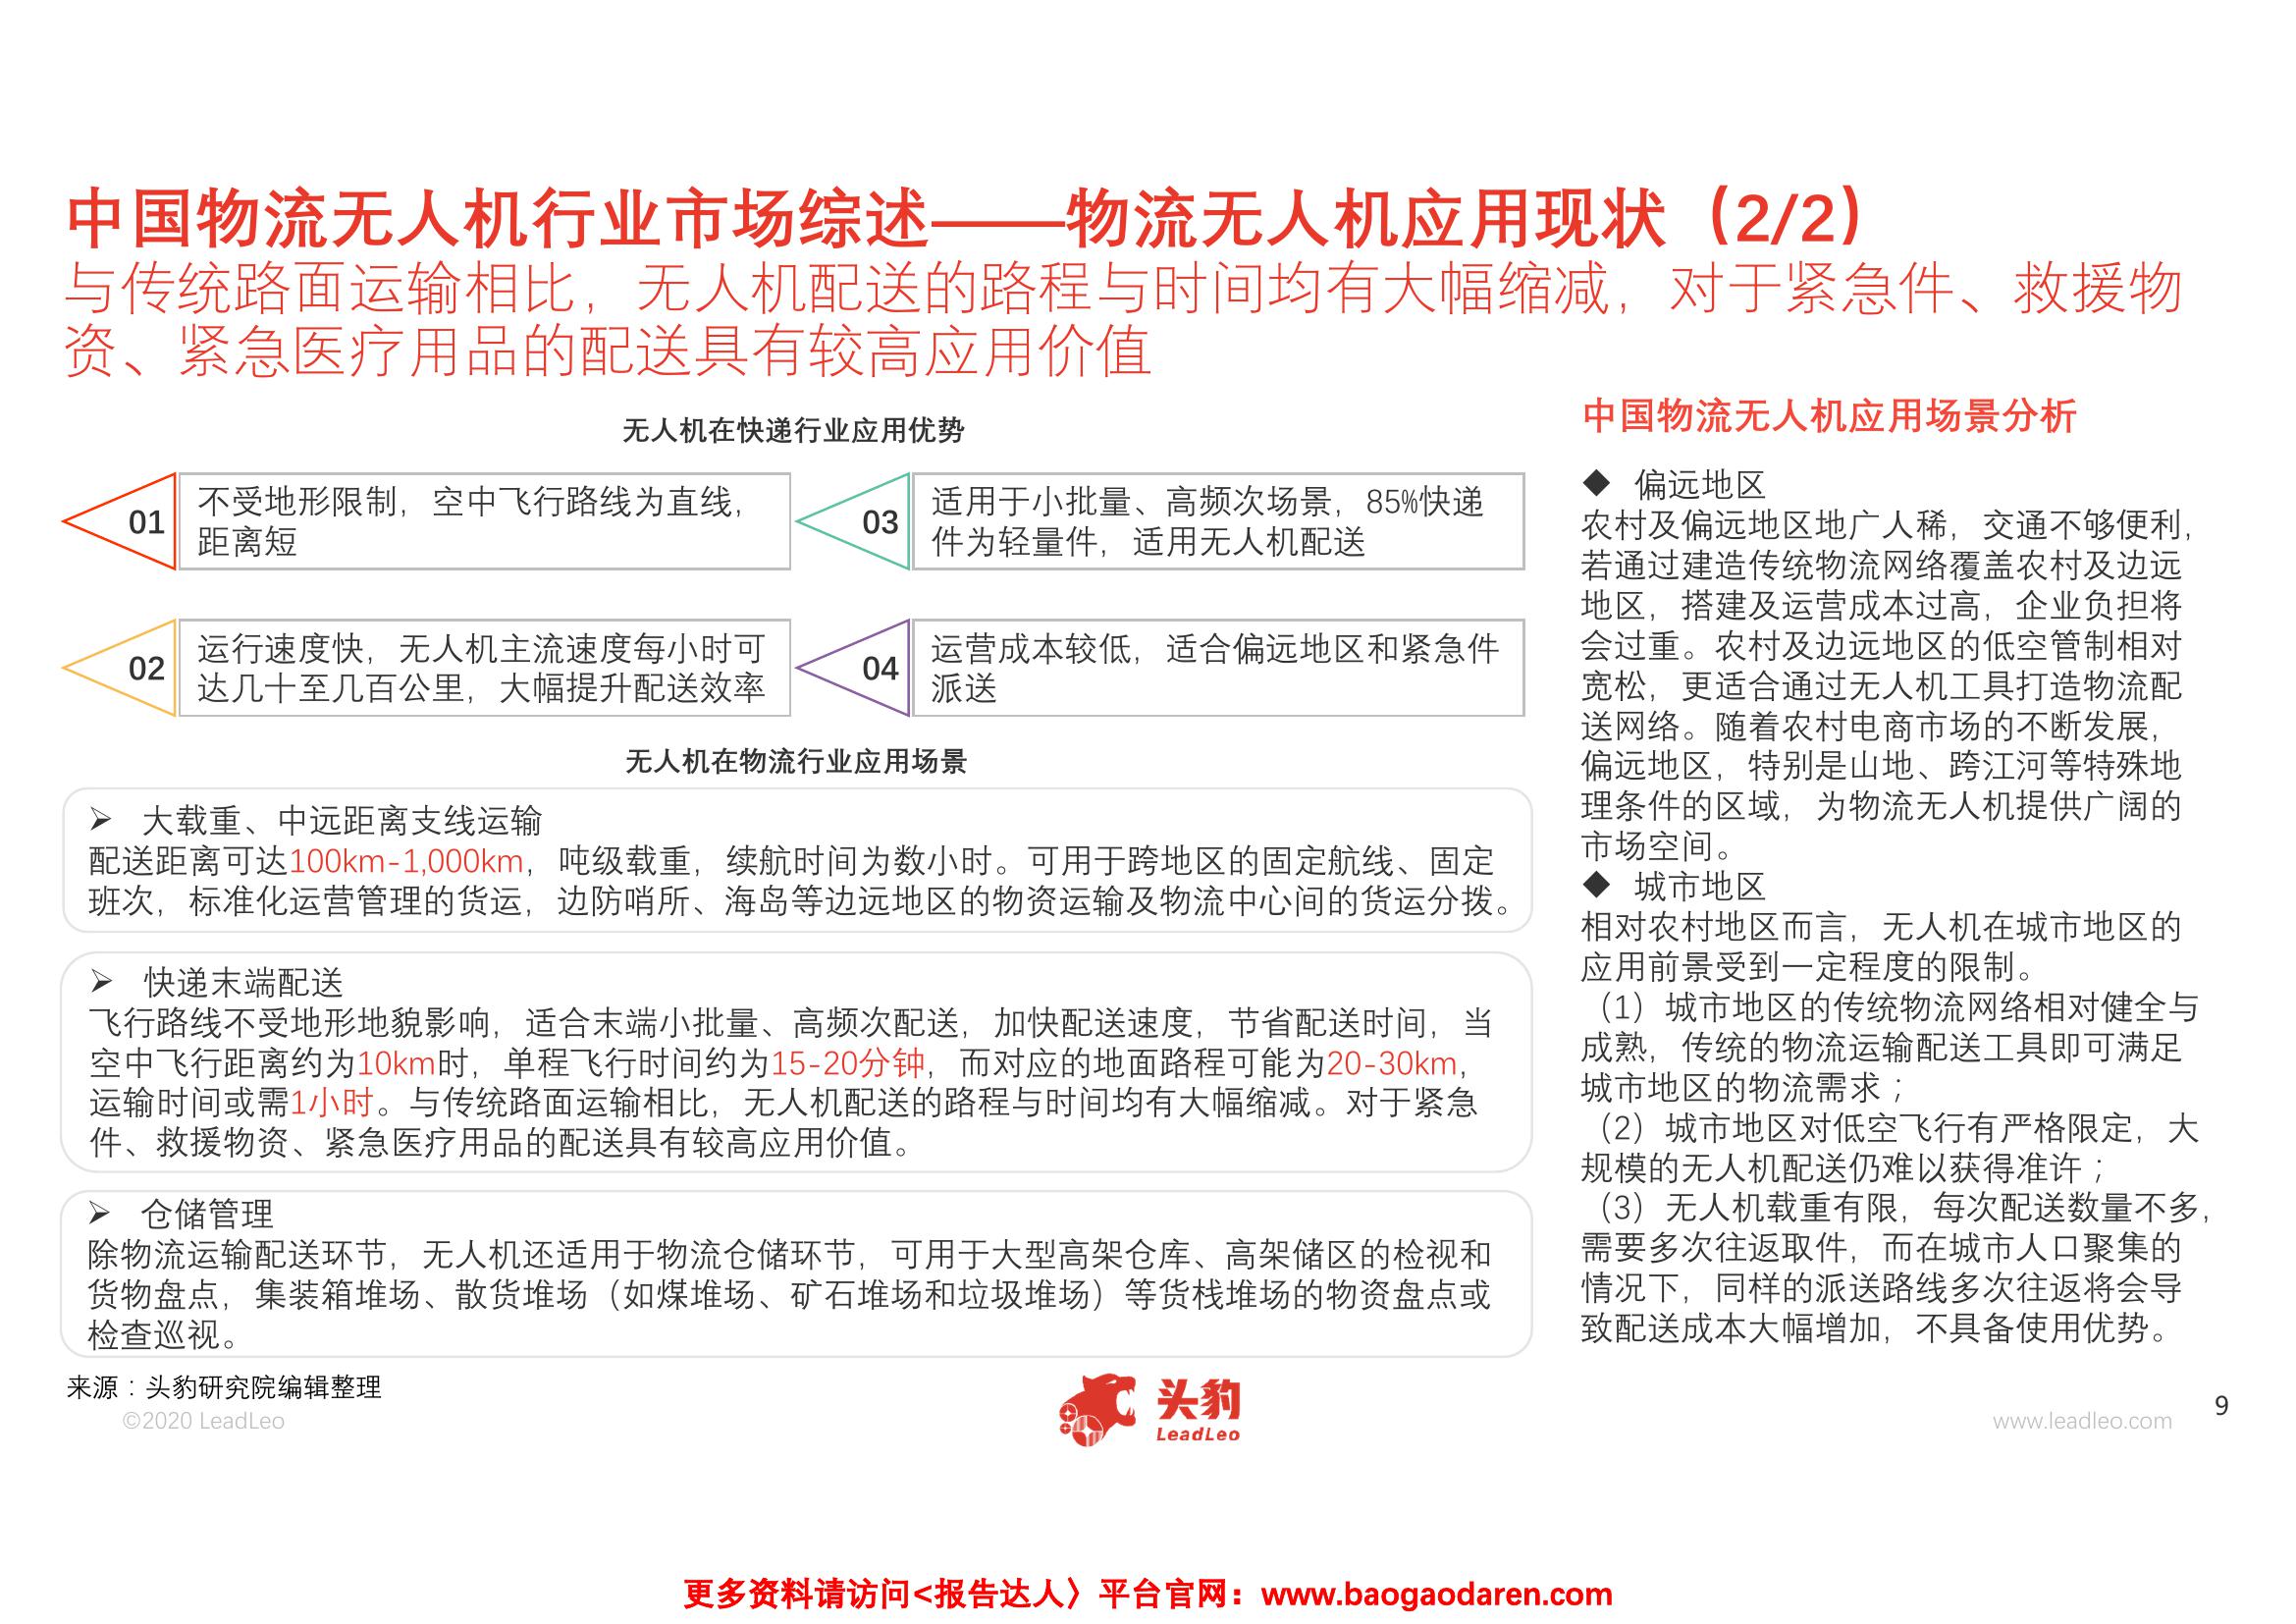 中国物流无人机行业市场综述——物流无人机应用现状（2/2）
与传统路面运输相比，无人机配送的路程与时间均有大幅缩减，对于紧急件、救援物
资、紧急医疗用品的配送具有较高应用价值
无人机在快递行业应用优势
01
不受地形限制，空中飞行路线为直线，
距离短
03
适用于小批量、高频次场景，85%快递
件为轻量件，适用无人机配送
02
运行速度快，无人机主流速度每小时可
达几十至几百公里，大幅提升配送效率
04
运营成本较低，适合偏远地区和紧急件
派送
无人机在物流行业应用场景
➢ 大载重、中远距离支线运输
配送距离可达100km-1,000km，吨级载重，续航时间为数小时。可用于跨地区的固定航线、固定
班次，标准化运营管理的货运，边防哨所、海岛等边远地区的物资运输及物流中心间的货运分拨。
➢ 快递末端配送
飞行路线不受地形地貌影响，适合末端小批量、高频次配送，加快配送速度，节省配送时间，当
空中飞行距离约为10km时，单程飞行时间约为15-20分钟，而对应的地面路程可能为20-30km，
运输时间或需1小时。与传统路面运输相比，无人机配送的路程与时间均有大幅缩减。对于紧急
件、救援物资、紧急医疗用品的配送具有较高应用价值。
➢ 仓储管理
除物流运输配送环节，无人机还适用于物流仓储环节，可用于大型高架仓库、高架储区的检视和
货物盘点，集装箱堆场、散货堆场（如煤堆场、矿石堆场和垃圾堆场）等货栈堆场的物资盘点或
检查巡视。
中国物流无人机应用场景分析
◆ 偏远地区
农村及偏远地区地广人稀，交通不够便利，
若通过建造传统物流网络覆盖农村及边远
地区，搭建及运营成本过高，企业负担将
会过重。农村及边远地区的低空管制相对
宽松，更适合通过无人机工具打造物流配
送网络。随着农村电商市场的不断发展，
偏远地区，特别是山地、跨江河等特殊地
理条件的区域，为物流无人机提供广阔的
市场空间。
◆ 城市地区
相对农村地区而言，无人机在城市地区的
应用前景受到一定程度的限制。
（1）城市地区的传统物流网络相对健全与
成熟，传统的物流运输配送工具即可满足
城市地区的物流需求；
（2）城市地区对低空飞行有严格限定，大
规模的无人机配送仍难以获得准许；
（3）无人机载重有限，每次配送数量不多，
需要多次往返取件，而在城市人口聚集的
情况下，同样的派送路线多次往返将会导
致配送成本大幅增加，不具备使用优势。
来源：头豹研究院编辑整理
©2020 LeadLeo
头豹
LeadLeo
www.leadleo.com
9
更多资料请访问<报告达人〉平台官网：www.baogaodaren.com